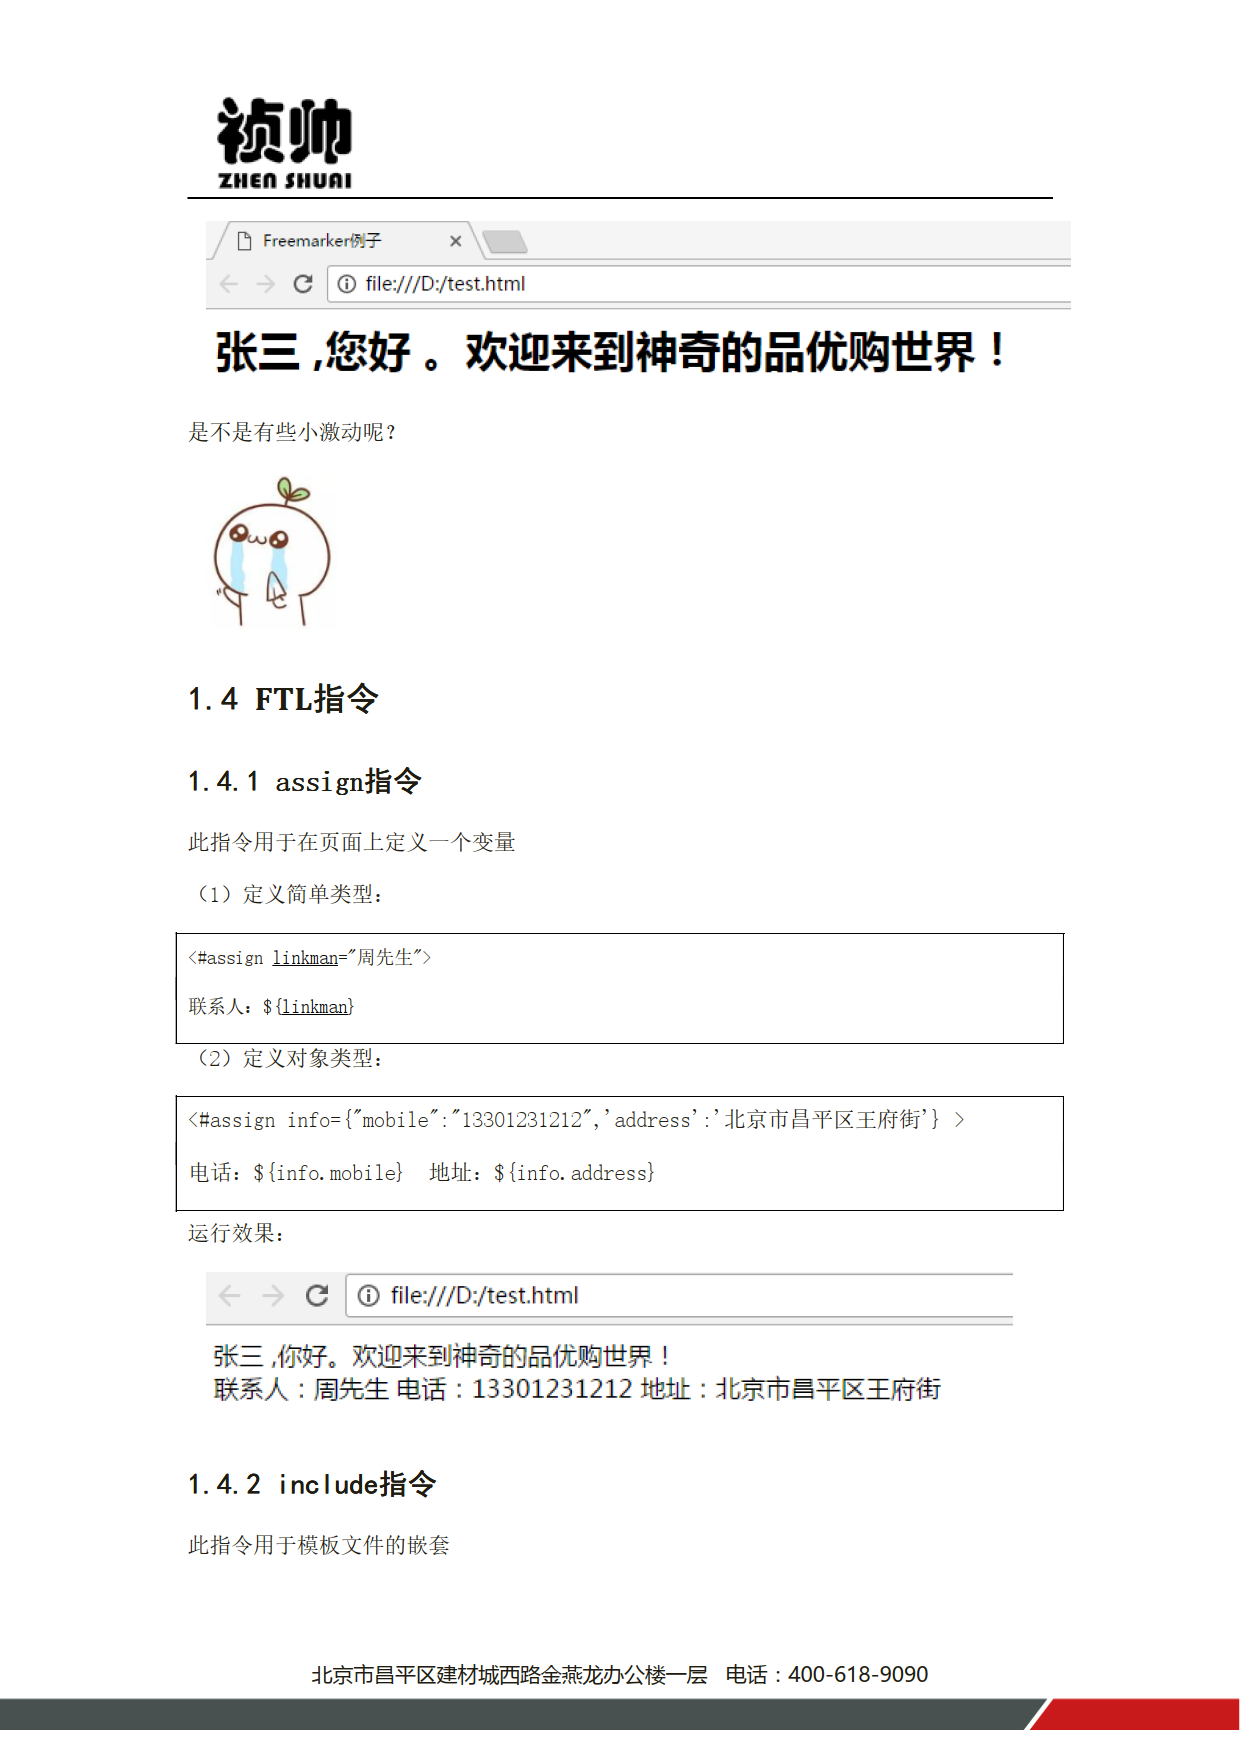 祯帅
ZHEN SHUAI
Freemarker例子
file:///D:/test.html
张三 ,您好 。欢迎来到神奇的品优购世界！
是不是有些小激动呢？
1.4 FTL指令
1.4.1 assign指令
此指令用于在页面上定义一个变量
（1）定义简单类型：
<#assign linkman="周先生">
联系人：${linkman}
（2）定义对象类型：
<#assign info={"mobile":"13301231212",'address':'北京市昌平区王府街'} >
电话：${info.mobile} 地址：${info.address}
运行效果：
file:///D:/test.html
张三 ,你好。欢迎来到神奇的品优购世界！
联系人：周先生 电话：13301231212 地址：北京市昌平区王府街
1.4.2 include指令
此指令用于模板文件的嵌套
北京市昌平区建材城西路金燕龙办公楼一层 电话：400-618-9090